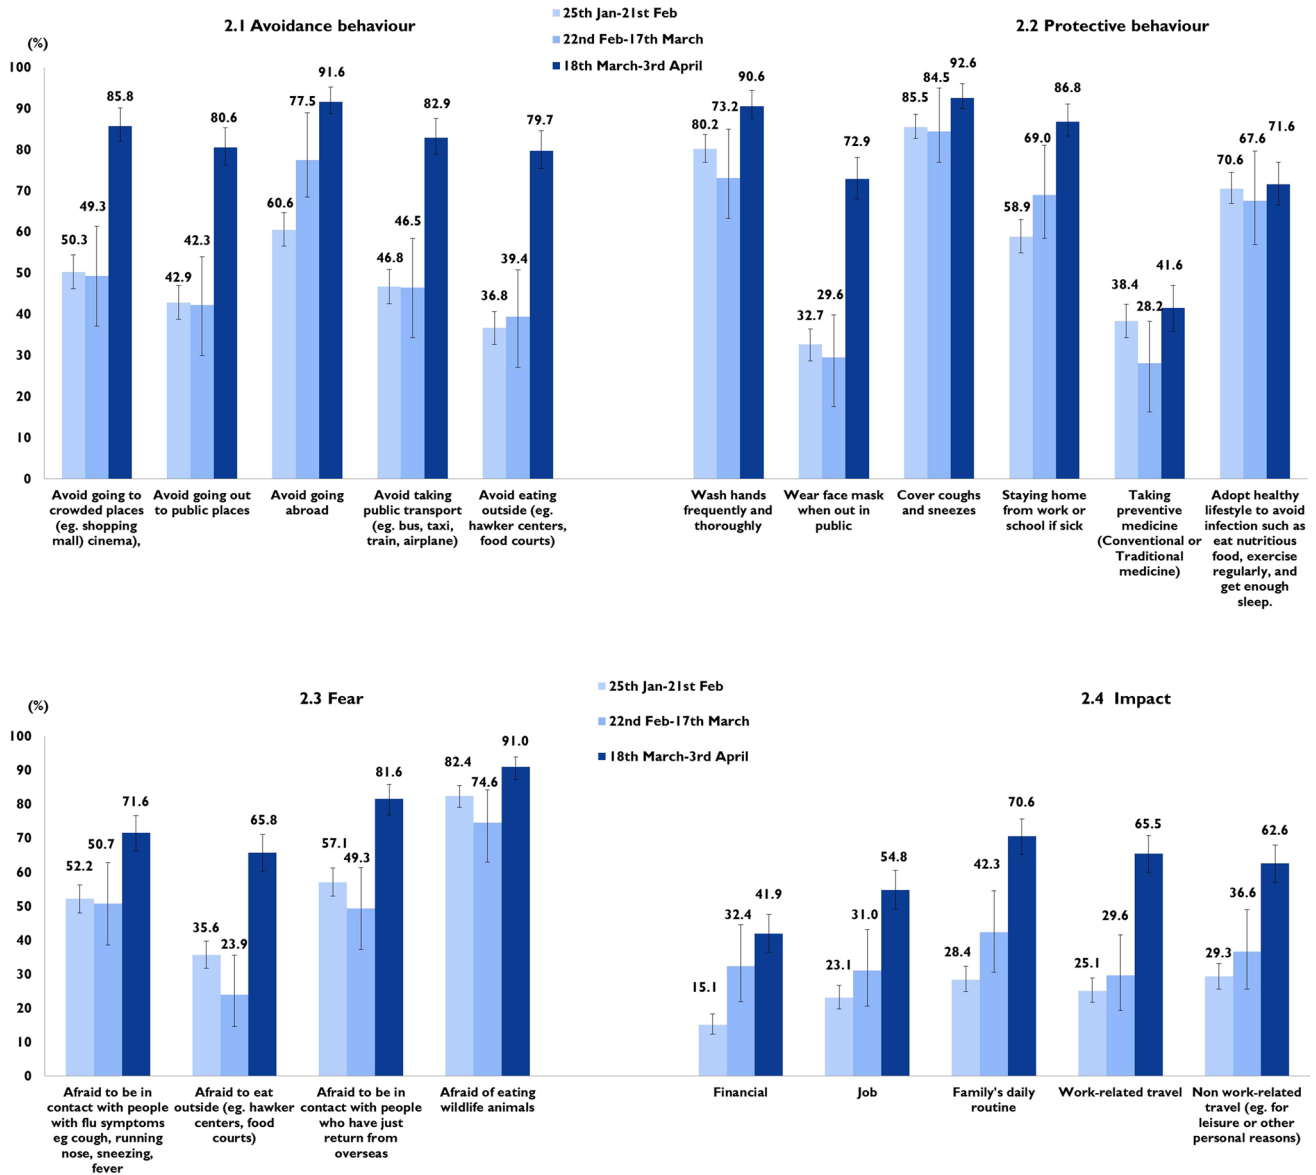 2.1 Avoidance behaviour
25th Jan-21st Feb
22nd Feb-17th March
18th March-3rd April
2.2 Protective behaviour
(%)
100
90
80
70
60
50
40
30
20
10
0
50.3
49.3
85.8
42.9
42.3
80.6
60.6
77.5
91.6
46.8
46.5
82.9
36.8
39.4
79.7
80.2
73.2
90.6
32.7
29.6
72.9
85.5
84.5
92.6
58.9
69.0
86.8
38.4
28.2
41.6
70.6
67.6
71.6
Avoid going to
crowded places
(eg. shopping
mall) cinema),
Avoid going out
to public places
Avoid going
abroad
Avoid taking
public transport
(eg. bus, taxi,
train, airplane)
Avoid eating
outside (eg.
hawker centers,
food courts)
Wash hands
frequently and
thoroughly
Wear face mask
when out in
public
Cover coughs
and sneezes
Staying home
from work or
school if sick
Taking
preventive
medicine
(Conventional or
Traditional
medicine)
Adopt healthy
lifestyle to avoid
infection such as
eat nutritious
food, exercise
regularly, and
get enough
sleep.
2.3 Fear
25th Jan-21st Feb
22nd Feb-17th March
18th March-3rd April
2.4 Impact
(%)
100
90
80
70
60
50
40
30
20
10
0
52.2
50.7
71.6
35.6
23.9
65.8
57.1
49.3
81.6
82.4
74.6
91.0
15.1
32.4
41.9
23.1
31.0
54.8
28.4
42.3
70.6
25.1
29.6
65.5
29.3
36.6
62.6
Afraid to be in
contact with people
with flu symptoms
eg cough, running
nose, sneezing,
fever
Afraid to eat
outside (eg. hawker
centers, food
courts)
Afraid to be in
contact with people
who have just
return from
overseas
Afraid of eating
wildlife animals
Financial
Job
Family's daily
routine
Work-related travel
Non work-related
travel (eg. for
leisure or other
personal reasons)